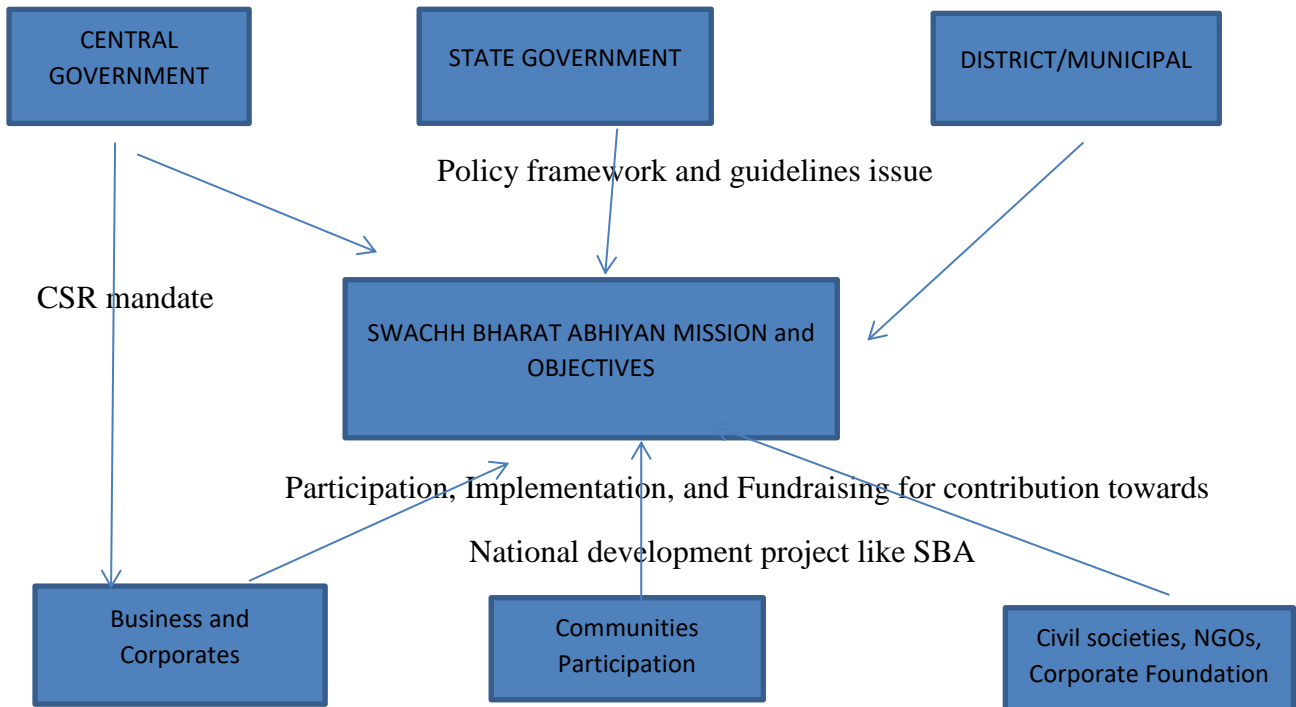 CENTRAL
GOVERNMENT
STATE GOVERNMENT
DISTRICT/MUNICIPAL
Policy framework and guidelines issue
CSR mandate
SWACHH BHARAT ABHIYAN MISSION and
OBJECTIVES
Participation, Implementation, and Fundraising for contribution towards
National development project like SBA
Business and
Corporates
Communities
Participation
Civil societies, NGOs,
Corporate Foundation